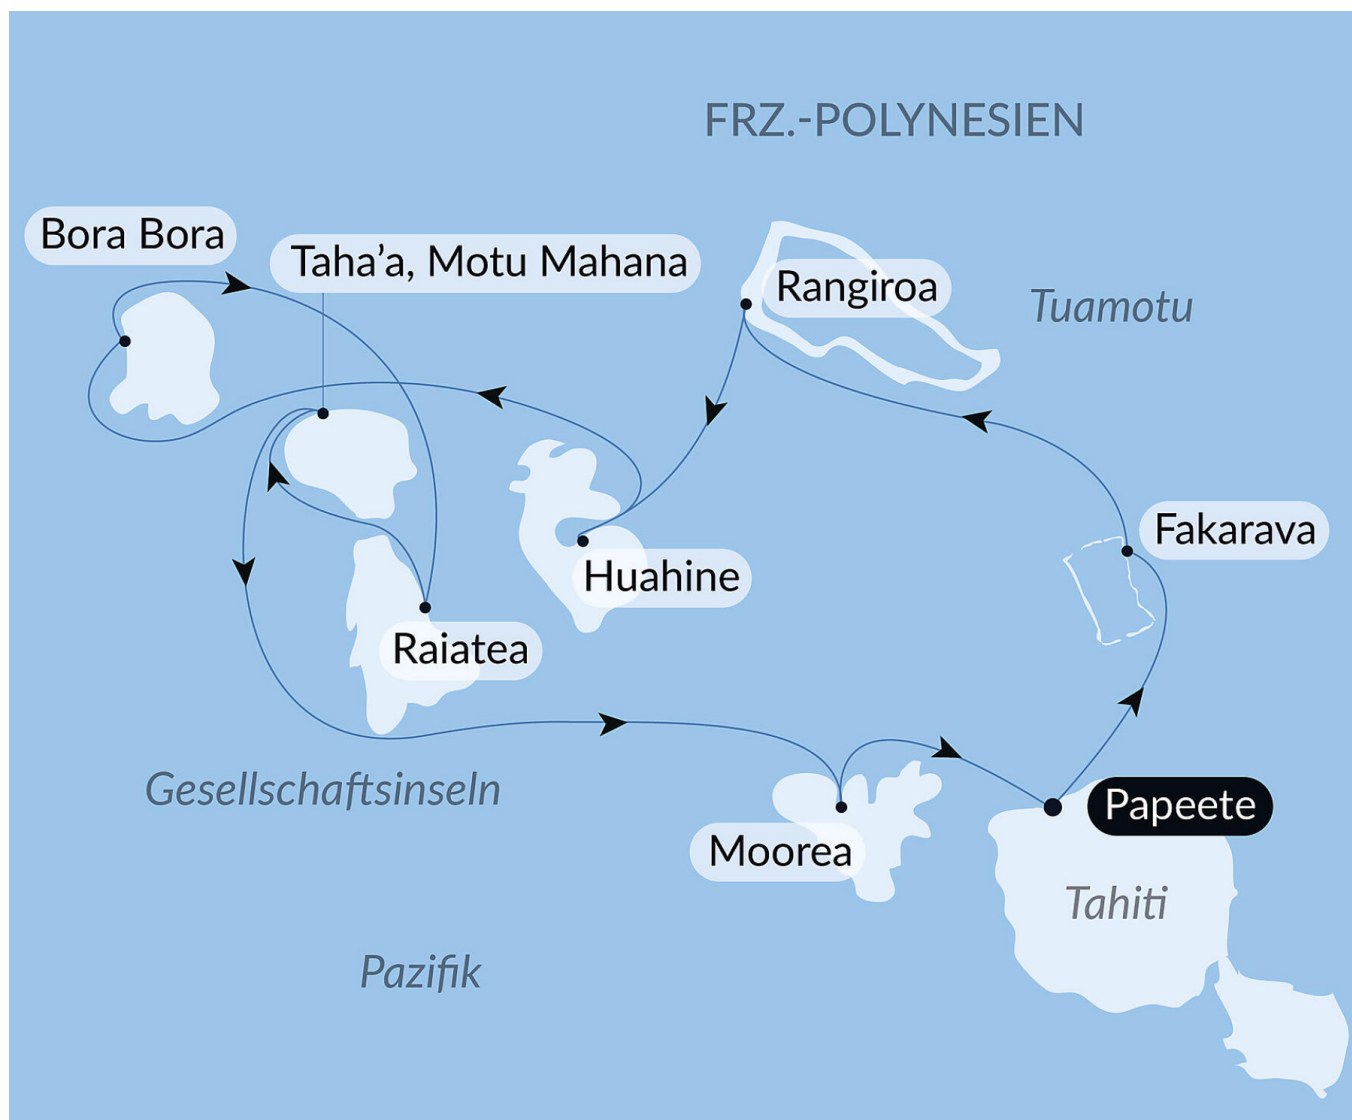 FRZ.-POLYNESIEN
Bora Bora
Taha’a, Motu Mahana
Rangiroa
Tuamotu
Fakarava
Huahine
Raiatea
Gesellschaftsinseln
Papeete
Moorea
Tahiti
Pazifik